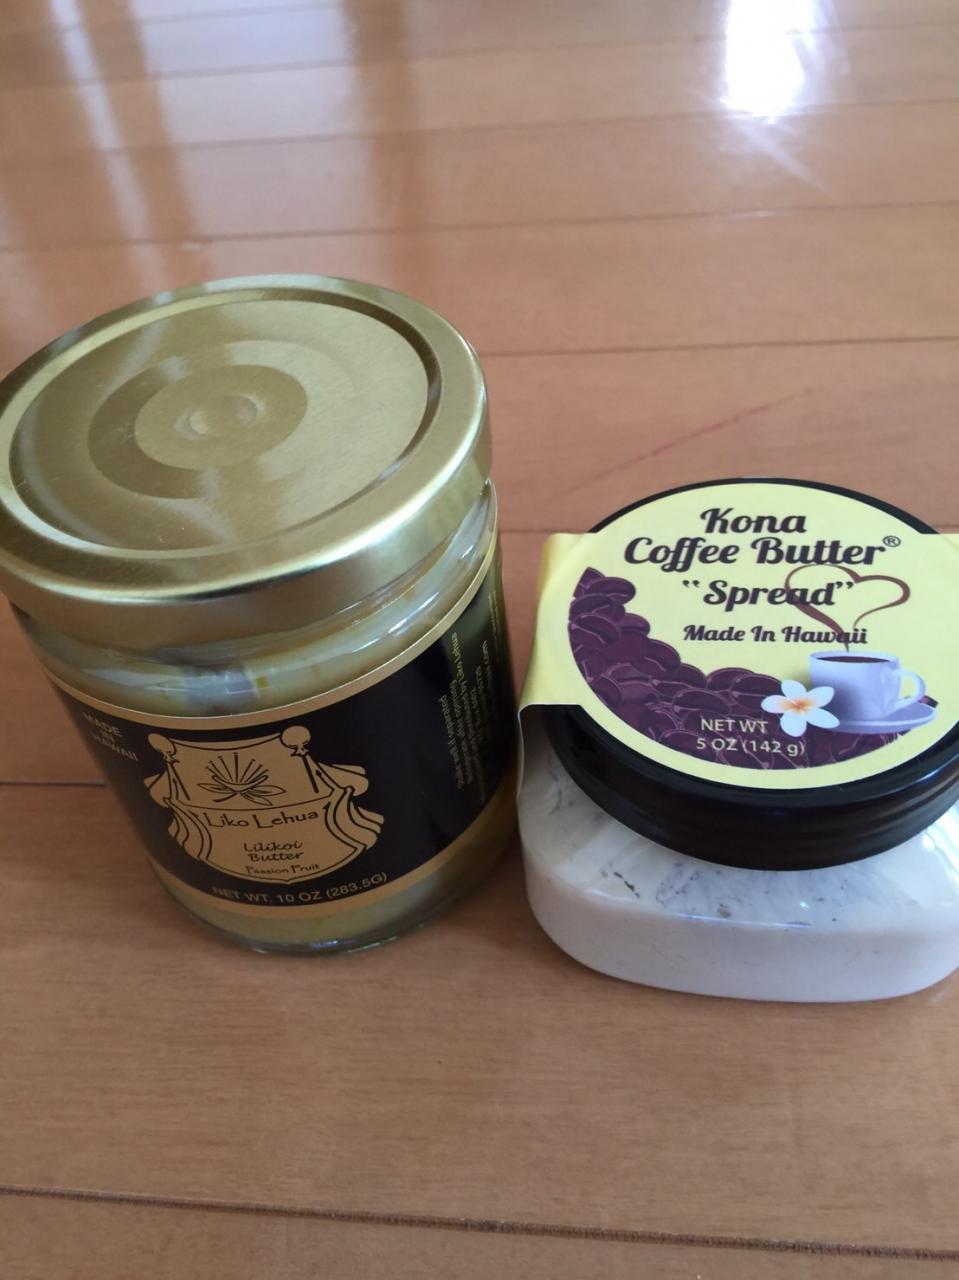 MADE
IN
HAWAII
Liko Lehua
Lilikoi
Butter
Passion Fruit
NET WT. 10 OZ (283.5G)
Kona
Coffee Butter®
“Spread”
Made In Hawaii
NET WT
5 OZ (142 g)